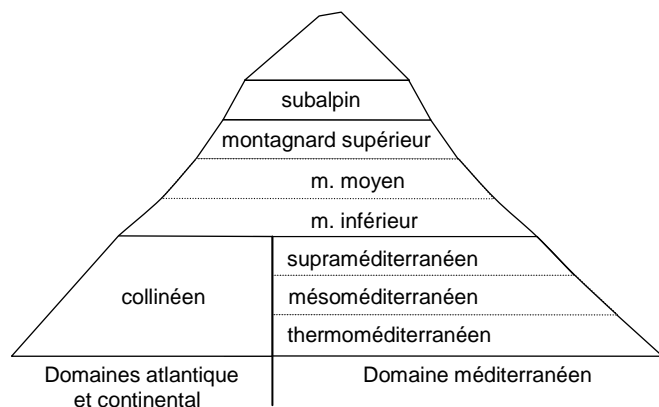 subalpin
montagnard supérieur
m. moyen
m. inférieur
supraméditerranéen
collinéen
mésoméditerranéen
thermoméditerranéen
Domaines atlantique
et continental
Domaine méditerranéen